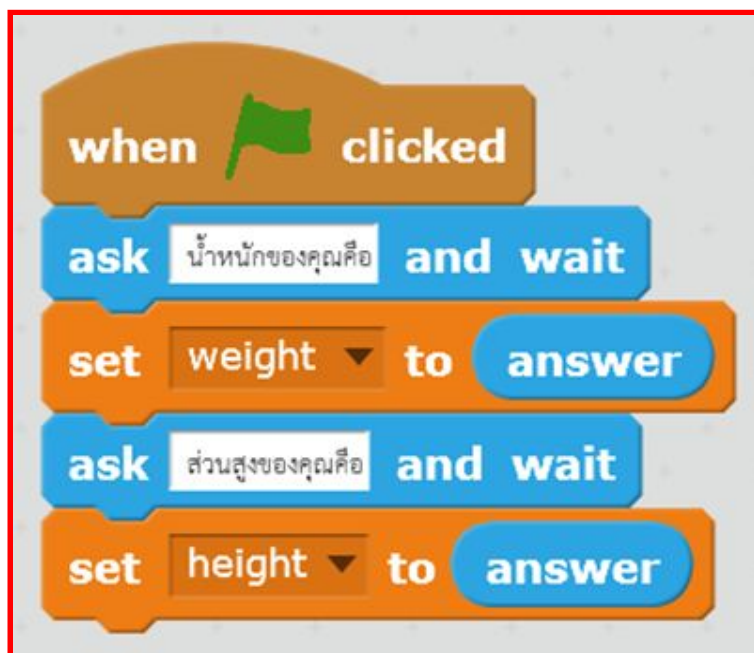 when clicked
ask น้ำหนักของคุณคือ and wait
set weight to answer
ask ส่วนสูงของคุณคือ and wait
set height to answer